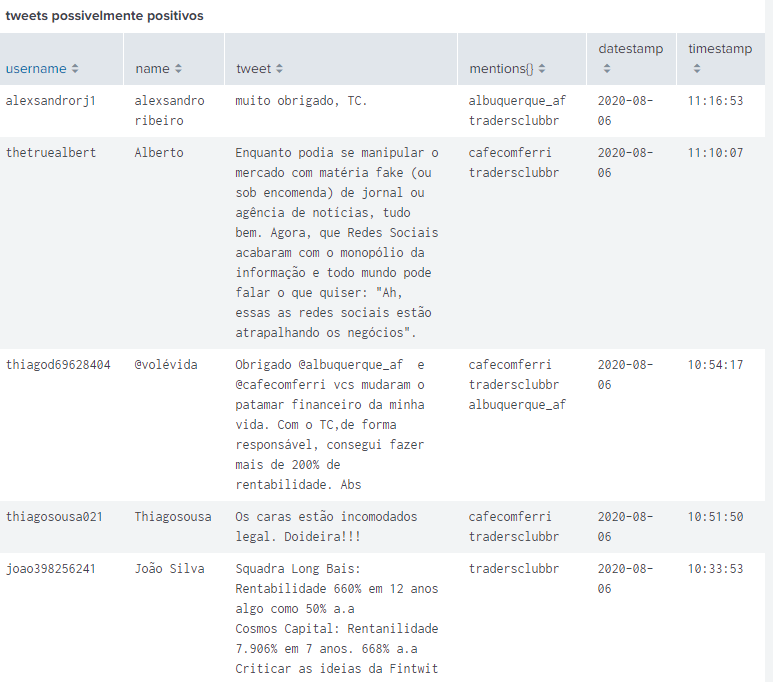 tweets possivelmente positivos
username name tweet mentions{} datestamp timestamp
alexsandrorj1 alexsandro muito obrigado, TC. albuquerque_af 2020-08- 11:16:53
ribeiro tradersclubbr 06
thetruealbert Alberto Enquanto podia se manipular o cafecomferri 2020-08- 11:10:07
mercado com matéria fake (ou tradersclubbr 06
sob encomenda) de jornal ou
agência de notícias, tudo
bem. Agora, que Redes Sociais
acabaram com o monopólio da
informação e todo mundo pode
falar o que quiser: "Ah,
essas as redes sociais estão
atrapalhando os negócios".
thiagod69628404 @volévida Obrigado @albuquerque_af e cafecomferri 2020-08- 10:54:17
@cafecomferri vcs mudaram o tradersclubbr 06
patamar financeiro da minha albuquerque_af
vida. Com o TC,de forma
responsável, consegui fazer
mais de 200% de
rentabilidade. Abs
thiagosousa021 Thiagosousa Os caras estão incomodados cafecomferri 2020-08- 10:51:50
legal. Doideira!!! tradersclubbr 06
joao398256241 João Silva Squadra Long Bais: tradersclubbr 2020-08- 10:33:53
Rentabilidade 660% em 12 anos 06
algo como 50% a.a
Cosmos Capital: Rentanilidade
7.906% em 7 anos. 668% a.a
Criticar as ideias da Fintwit